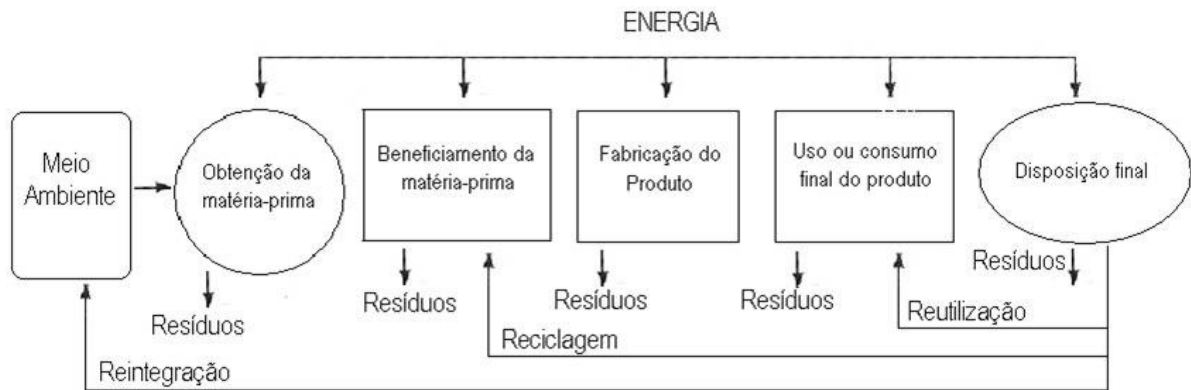 ENERGIA
Meio
Ambiente
Obtenção da
matéria-prima
Beneficiamento da
matéria-prima
Fabricação do
Produto
Uso ou consumo
final do produto
Disposição final
Resíduos
Resíduos
Resíduos
Resíduos
Resíduos
Reutilização
Reciclagem
Reintegração